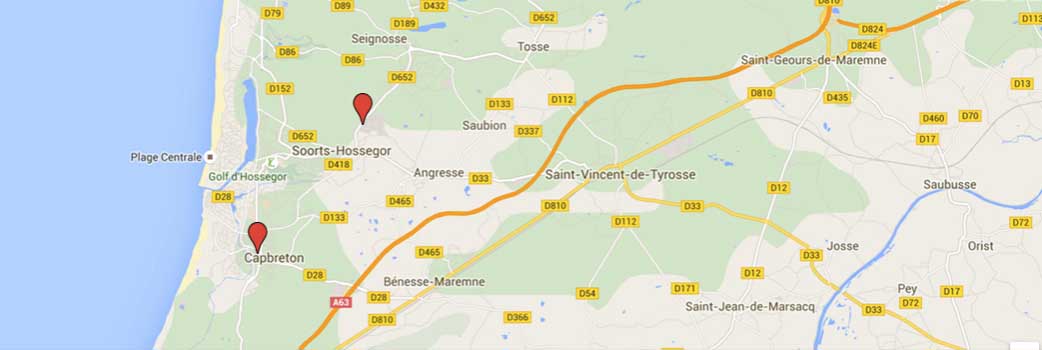 D810
D89
D432
D79
D189
D652
D113
D824
Seignosse
Tosse
D824E
D86
D86
Saint-Geours-de-Maremne
D652
D13
D152
D810
D435
D133
D112
D460
D70
Saubion
D337
D652
D17
Soorts-Hossegor
Plage Centrale
D418
Golf d'Hossegor
Angresse
D33
Saint-Vincent-de-Tyrosse
Saubusse
D12
D28
D465
D810
D33
D133
D112
D72
Josse
Orist
D465
D33
Capbreton
D28
D12
Bénesse-Maremne
D171
Pey
D17
D28
D54
A63
D72
Saint-Jean-de-Marsacq
D33
D810
D366